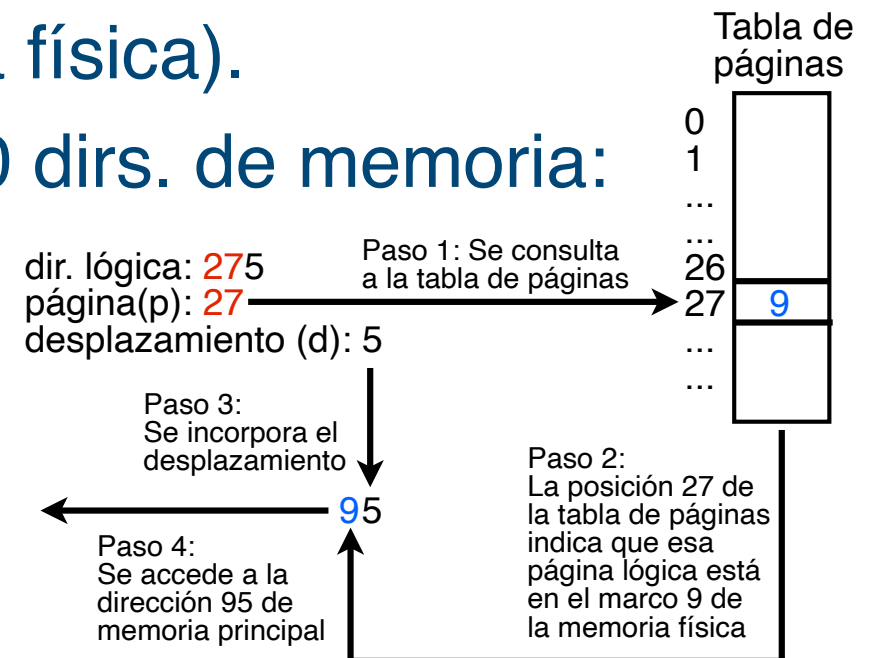 física).
dirs. de memoria:
Tabla de
páginas
0
1
...
...
26
27 9
...
...
dir. lógica: 275
página(p): 27
desplazamiento (d): 5
Paso 1: Se consulta
a la tabla de páginas
Paso 3:
Se incorpora el
desplazamiento
95
Paso 2:
La posición 27 de
la tabla de páginas
indica que esa
página lógica está
en el marco 9 de
la memoria física
Paso 4:
Se accede a la
dirección 95 de
memoria principal